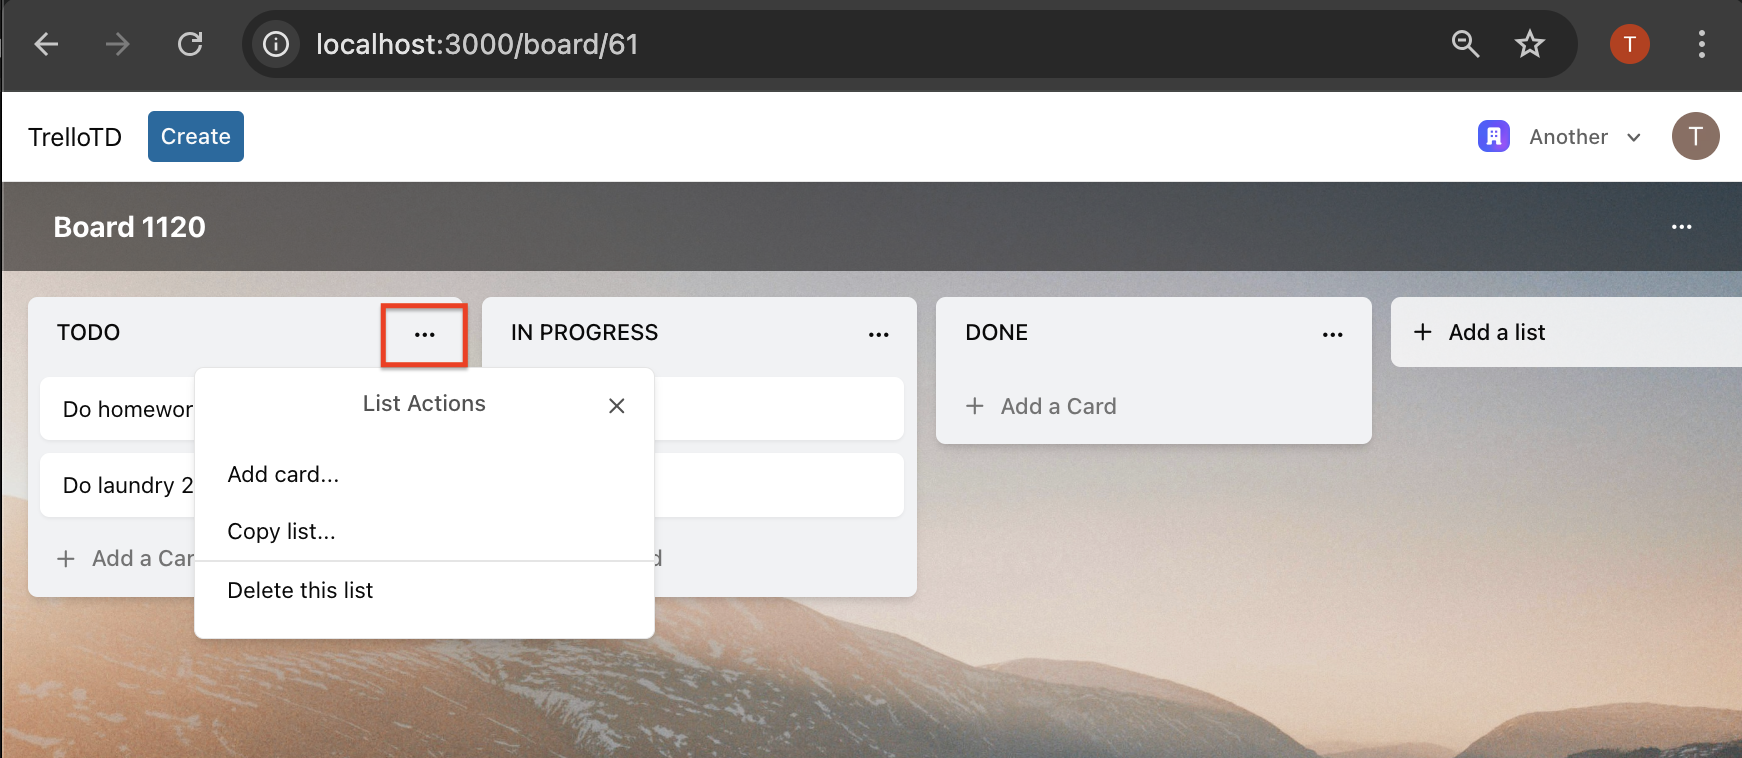 localhost:3000/board/61
T
TrelloTD
Create
Another
T
Board 1120
TODO
IN PROGRESS
DONE
+ Add a list
Do homewor
List Actions
+ Add a Card
Add card...
Do laundry 2
Copy list...
+ Add a Car
d
Delete this list